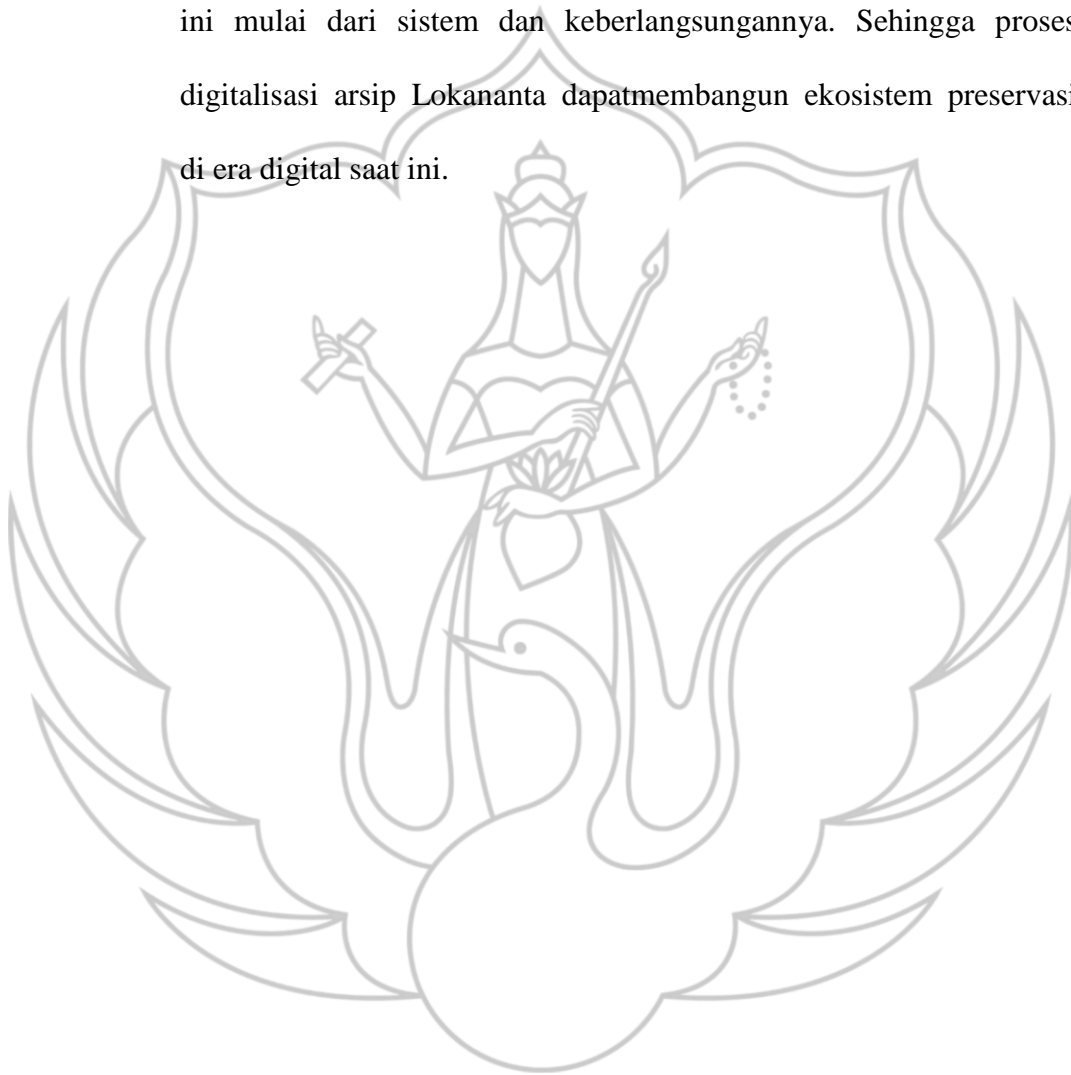 ini mulai dari sistem dan keberlangsungannya. Sehingga proses
digitalisasi arsip Lokananta dapatmembangun ekosistem preservasi
di era digital saat ini.